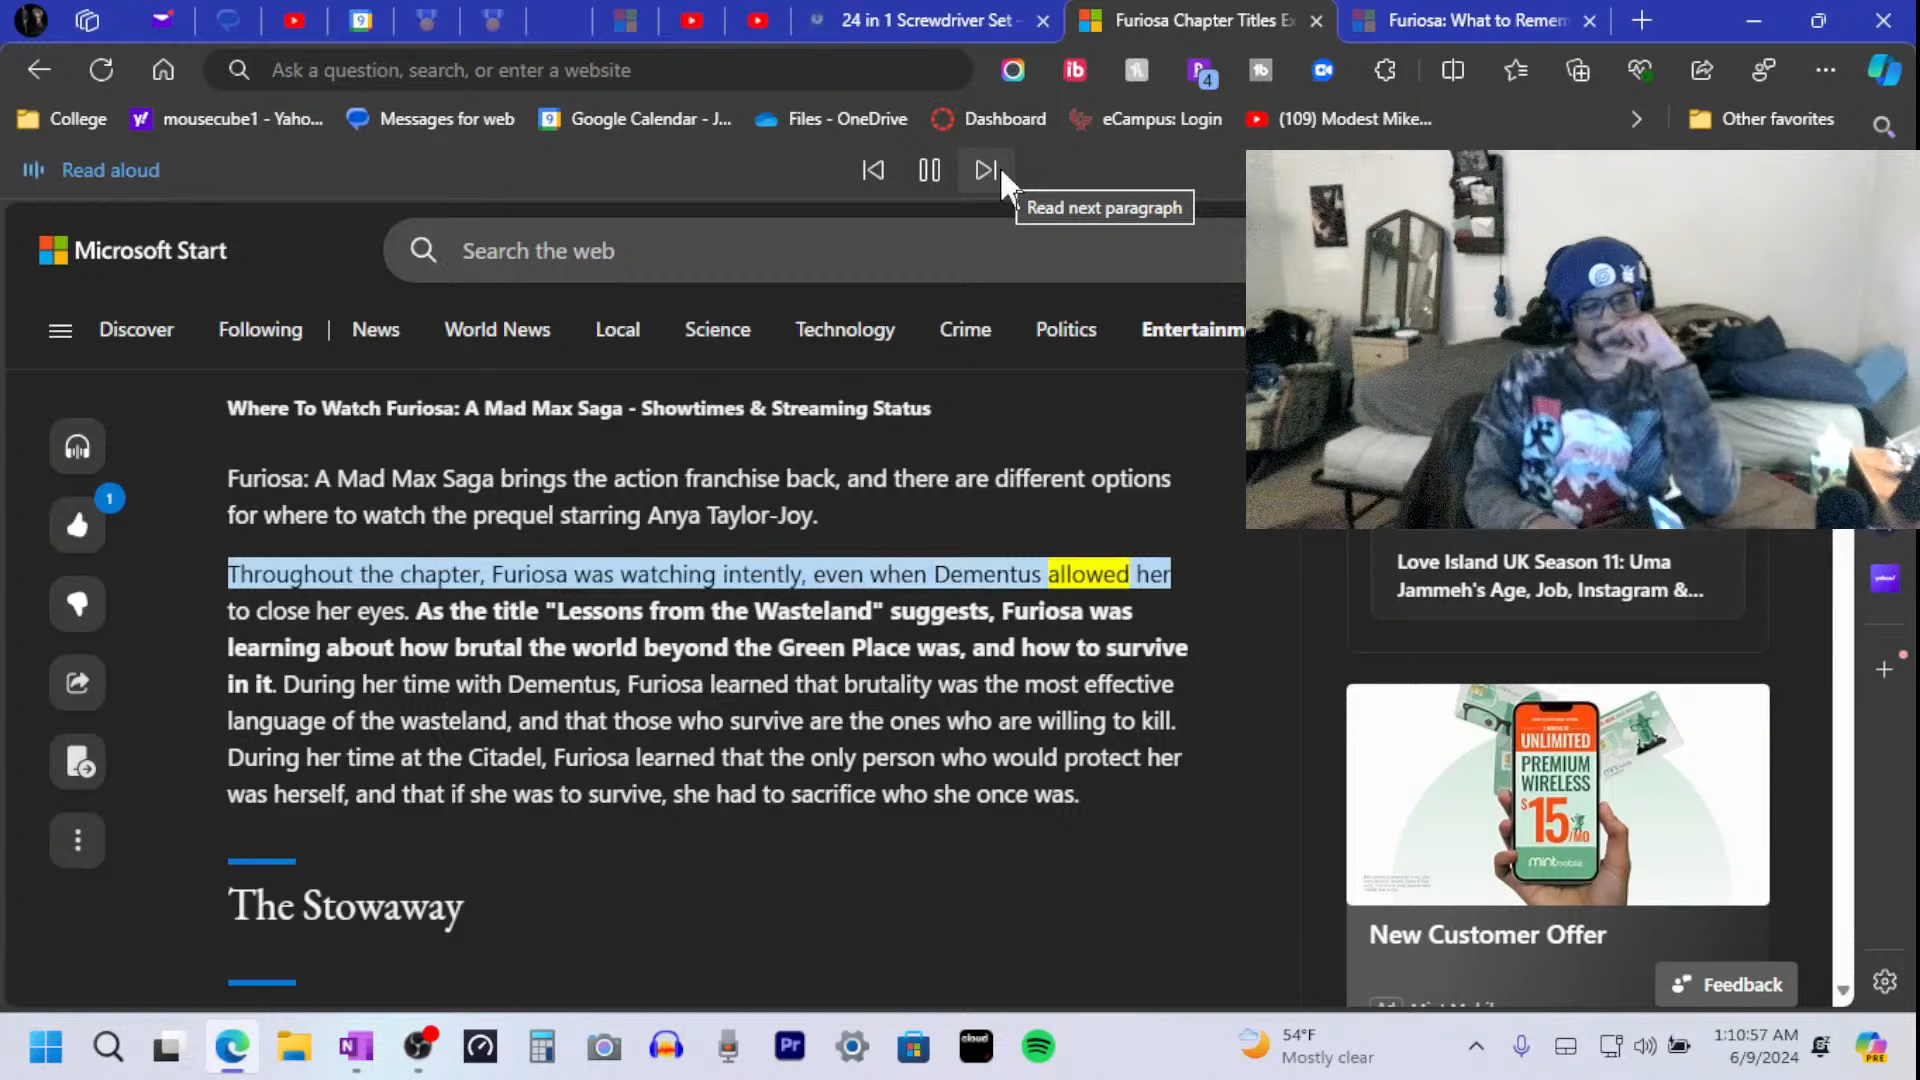 24 in 1 Screwdriver Set -
Furiosa Chapter Titles Ex
Furiosa: What to Remem
Ask a question, search, or enter a website
4
College
mousecube1 - Yaho...
Messages for web
Google Calendar - J...
Files - OneDrive
Dashboard
eCampus: Login
(109) Modest Mike...
Other favorites
Read aloud
Read next paragraph
Microsoft Start
Search the web
Discover
Following
News
World News
Local
Science
Technology
Crime
Politics
Entertainm
Where To Watch Furiosa: A Mad Max Saga - Showtimes & Streaming Status
Furiosa: A Mad Max Saga brings the action franchise back, and there are different options
for where to watch the prequel starring Anya Taylor-Joy.
1
Throughout the chapter, Furiosa was watching intently, even when Dementus allowed her
to close her eyes. As the title "Lessons from the Wasteland" suggests, Furiosa was
learning about how brutal the world beyond the Green Place was, and how to survive
in it. During her time with Dementus, Furiosa learned that brutality was the most effective
language of the wasteland, and that those who survive are the ones who are willing to kill.
During her time at the Citadel, Furiosa learned that the only person who would protect her
was herself, and that if she was to survive, she had to sacrifice who she once was.
The Stowaway
Love Island UK Season 11: Uma
Jammeh's Age, Job, Instagram &...
UNLIMITED
PREMIUM
WIRELESS
$15/MO
mint mobile
New Customer Offer
Feedback
54°F
Mostly clear
1:10:57 AM
6/9/2024